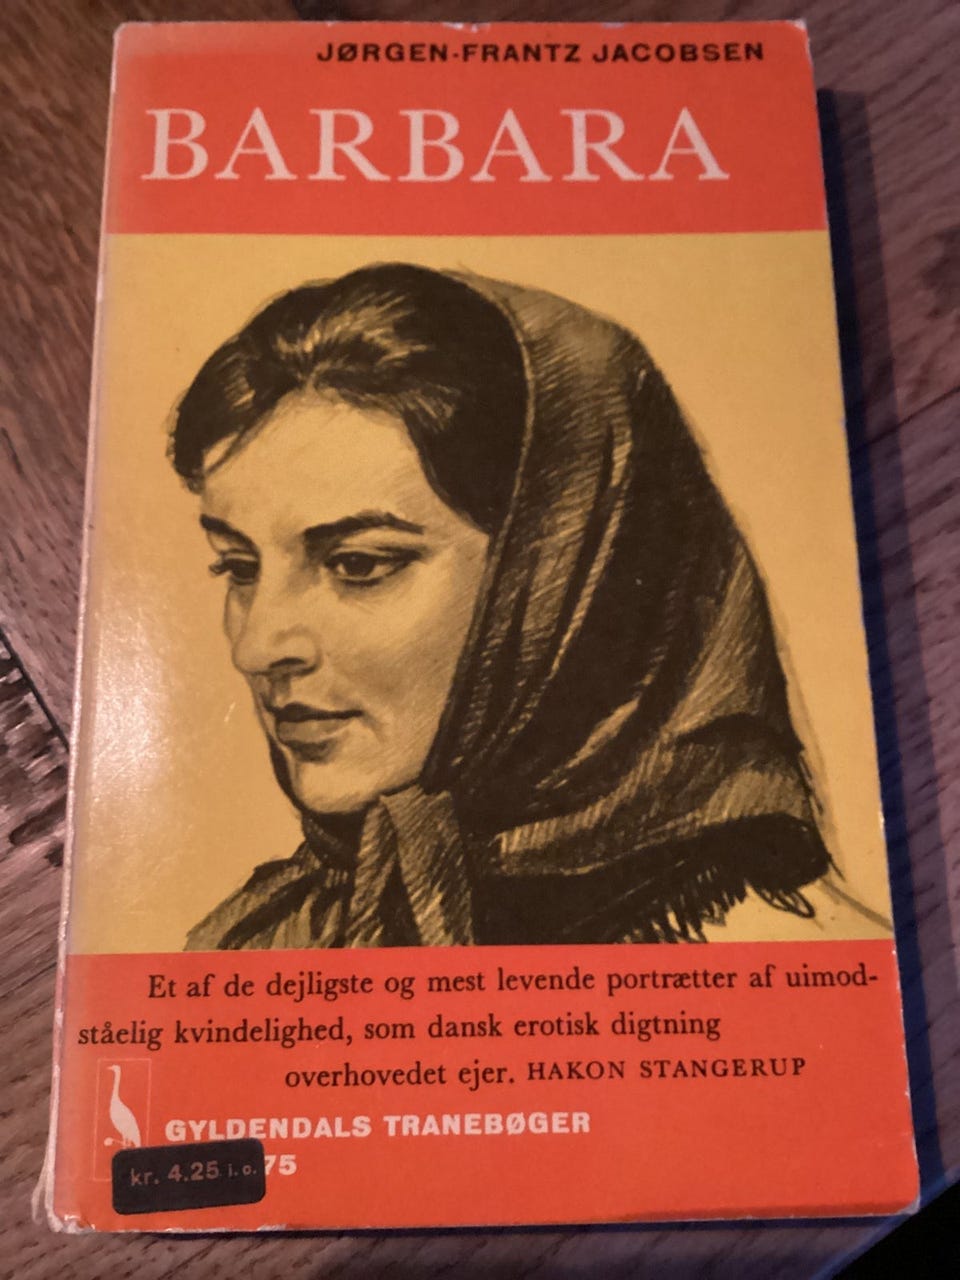 JØRGEN-FRANTZ JACOBSEN
BARBARA
Et af de dejligste og mest levende portrætter af uimod-
ståelig kvindelighed, som dansk erotisk digtning
overhovedet ejer. HAKON STANGERUP
GYLDENDALS TRANEBØGER
kr. 4.25 i.o. 75